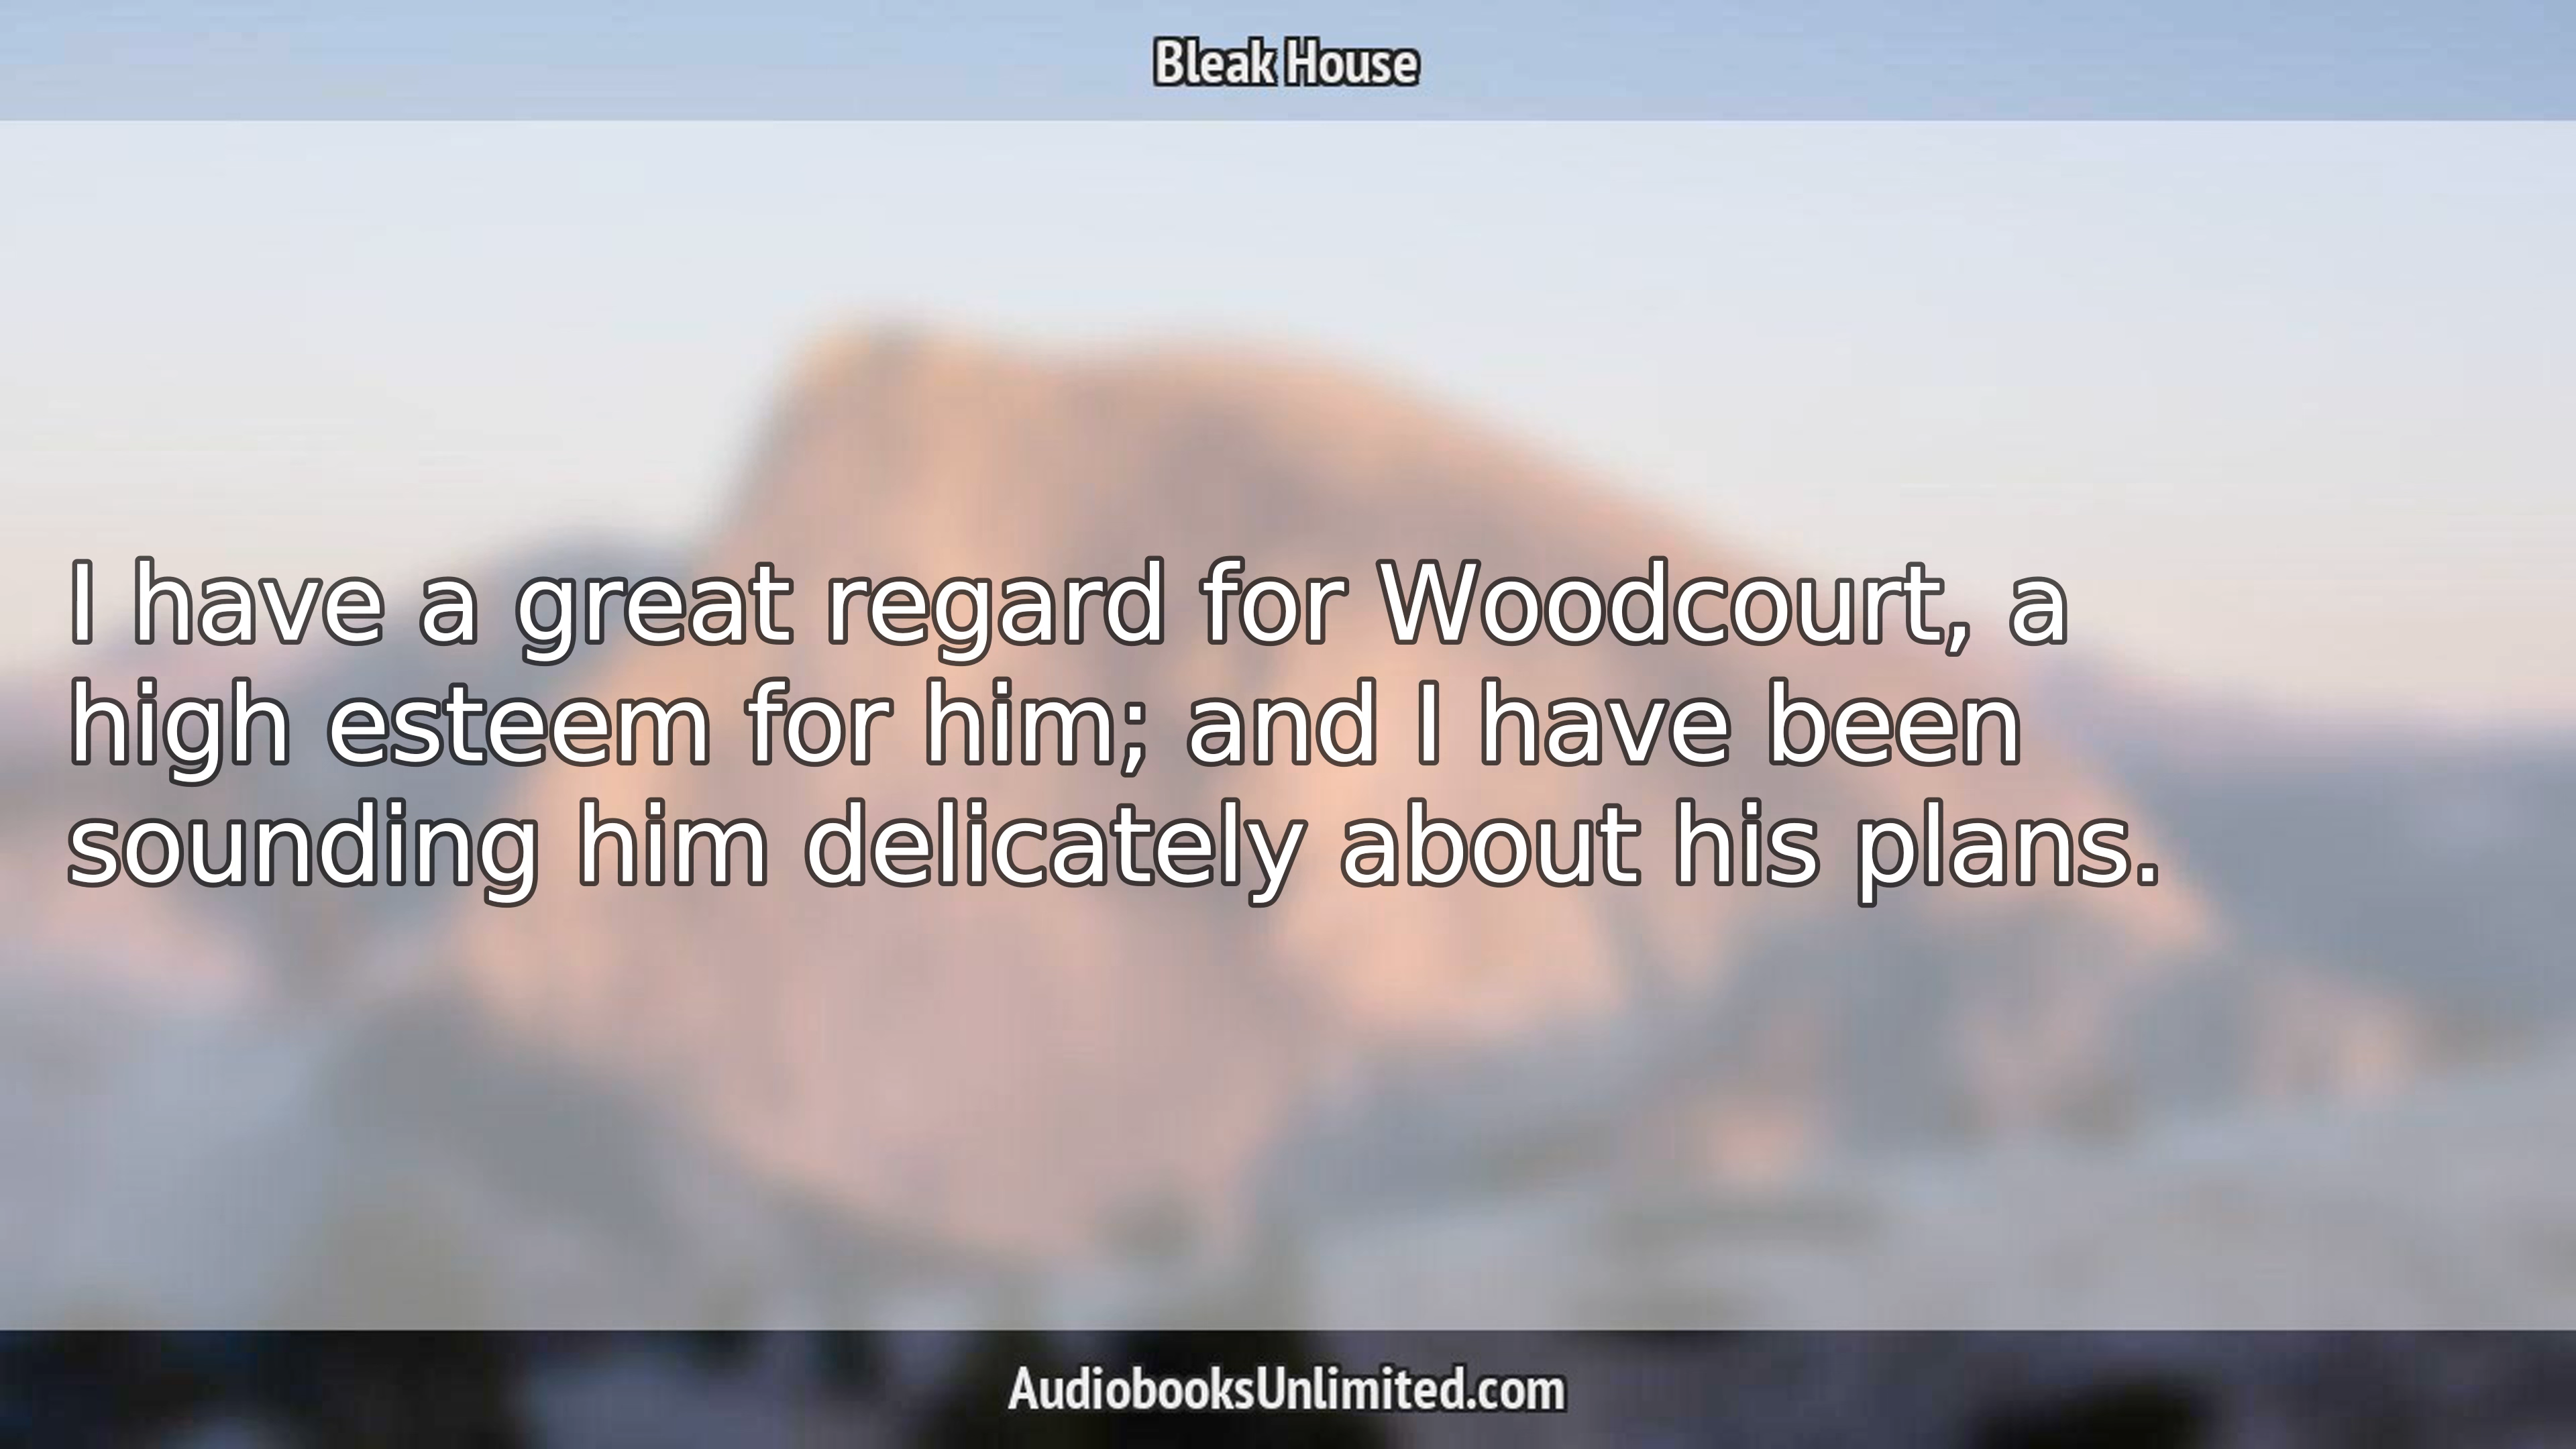 Bleak House
I have a great regard for Woodcourt, a
high esteem for him; and I have been
sounding him delicately about his plans.
AudiobooksUnlimited.com